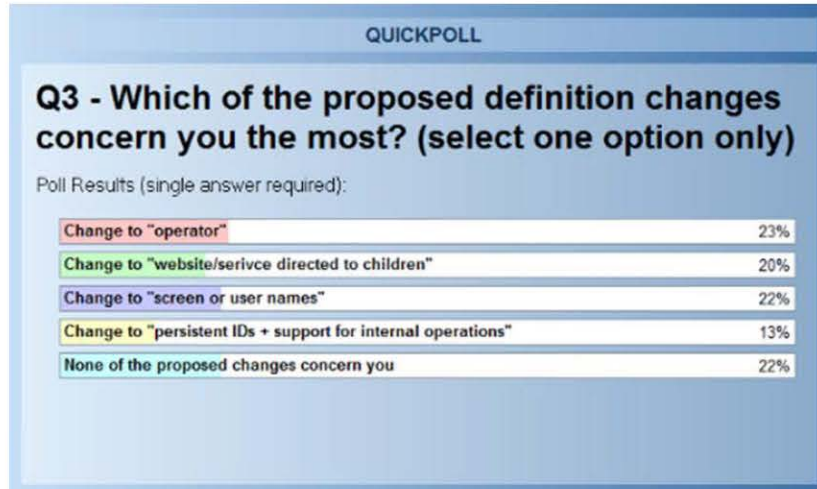 QUICKPOLL
Q3 - Which of the proposed definition changes
concern you the most? (select one option only)
Poll Results (single answer required):
Change to "operator" 23%
Change to "website/serivce directed to children" 20%
Change to "screen or user names" 22%
Change to "persistent IDs + support for internal operations" 13%
None of the proposed changes concern you 22%